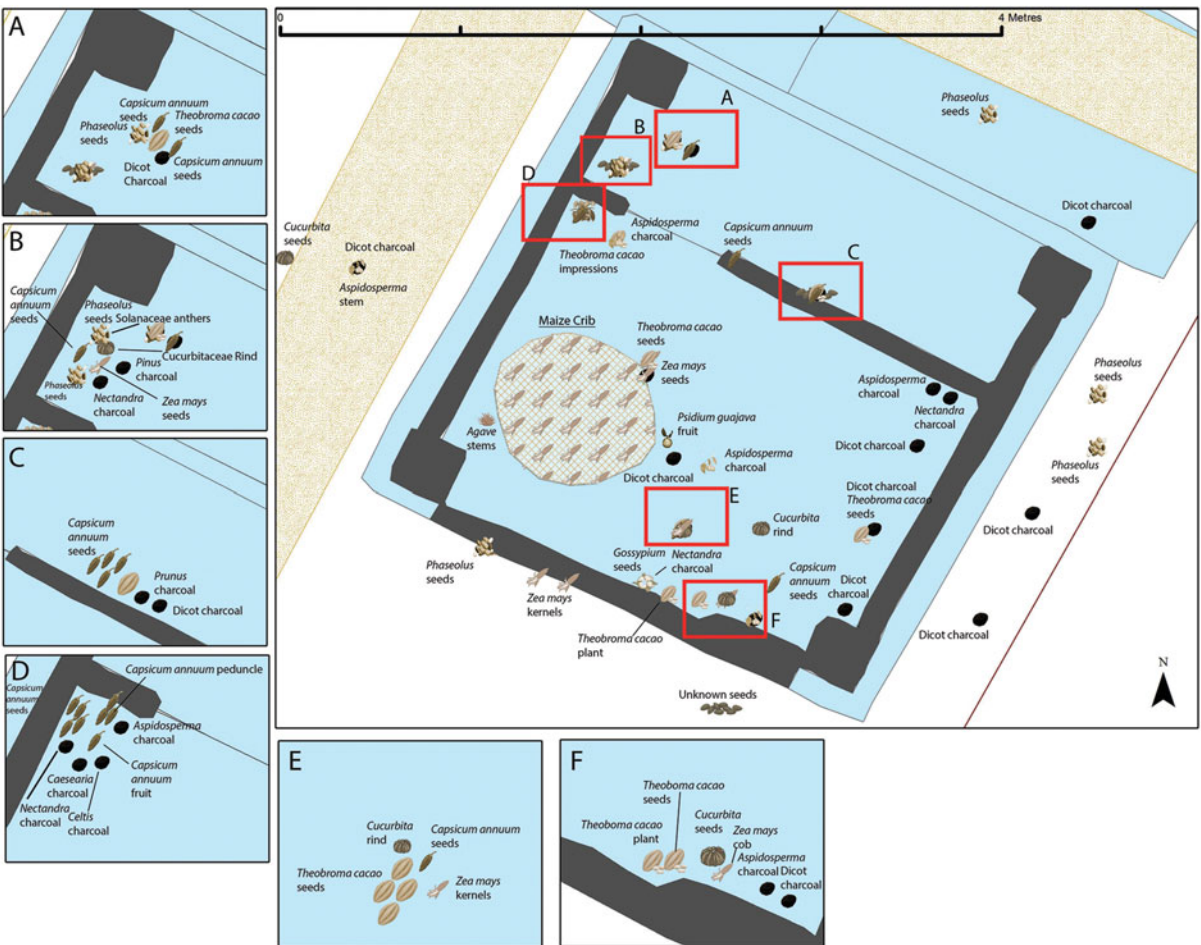 A
Capsicum annuum
seeds
Theobroma cacao
seeds
Phaseolus
seeds
Dicot
Charcoal
Capsicum annuum
seeds
B
Capsicum
annuum
seeds
Phaseolus
seeds
Solanaceae anthers
Cucurbitaceae Rind
Pinus
charcoal
Phaseolus
seeds
Nectandra
charcoal
Zea mays
seeds
C
Capsicum
annuum
seeds
Prunus
charcoal
Dicot charcoal
D
Capsicum annuum peduncle
Capsicum
annuum
seeds
Aspidosperma
charcoal
Caesearia
charcoal
Capsicum
annuum
fruit
Nectandra
charcoal
Celtis
charcoal
0
4 Metres
A
B
D
C
E
F
Phaseolus
seeds
Dicot charcoal
Cucurbita
seeds
Dicot charcoal
Aspidosperma
stem
Aspidosperma
charcoal
Theobroma cacao
impressions
Capsicum annuum
seeds
Maize Crib
Theobroma cacao
seeds
Zea mays
seeds
Agave
stems
Psidium guajava
fruit
Dicot charcoal
Aspidosperma
charcoal
Aspidosperma
charcoal
Nectandra
charcoal
Dicot charcoal
Phaseolus
seeds
Phaseolus
seeds
Dicot charcoal
Theobroma cacao
seeds
Dicot charcoal
Cucurbita
rind
Phaseolus
seeds
Gossypium
seeds
Nectandra
charcoal
Capsicum
annuum
seeds
Dicot
charcoal
Zea mays
kernels
Theobroma cacao
plant
Dicot charcoal
Unknown seeds
N
E
Cucurbita
rind
Capsicum annuum
seeds
Theobroma cacao
seeds
Zea mays
kernels
F
Theoboma cacao
seeds
Theoboma cacao
plant
Cucurbita
seeds
Zea mays
cob
Aspidosperma
charcoal
Dicot
charcoal